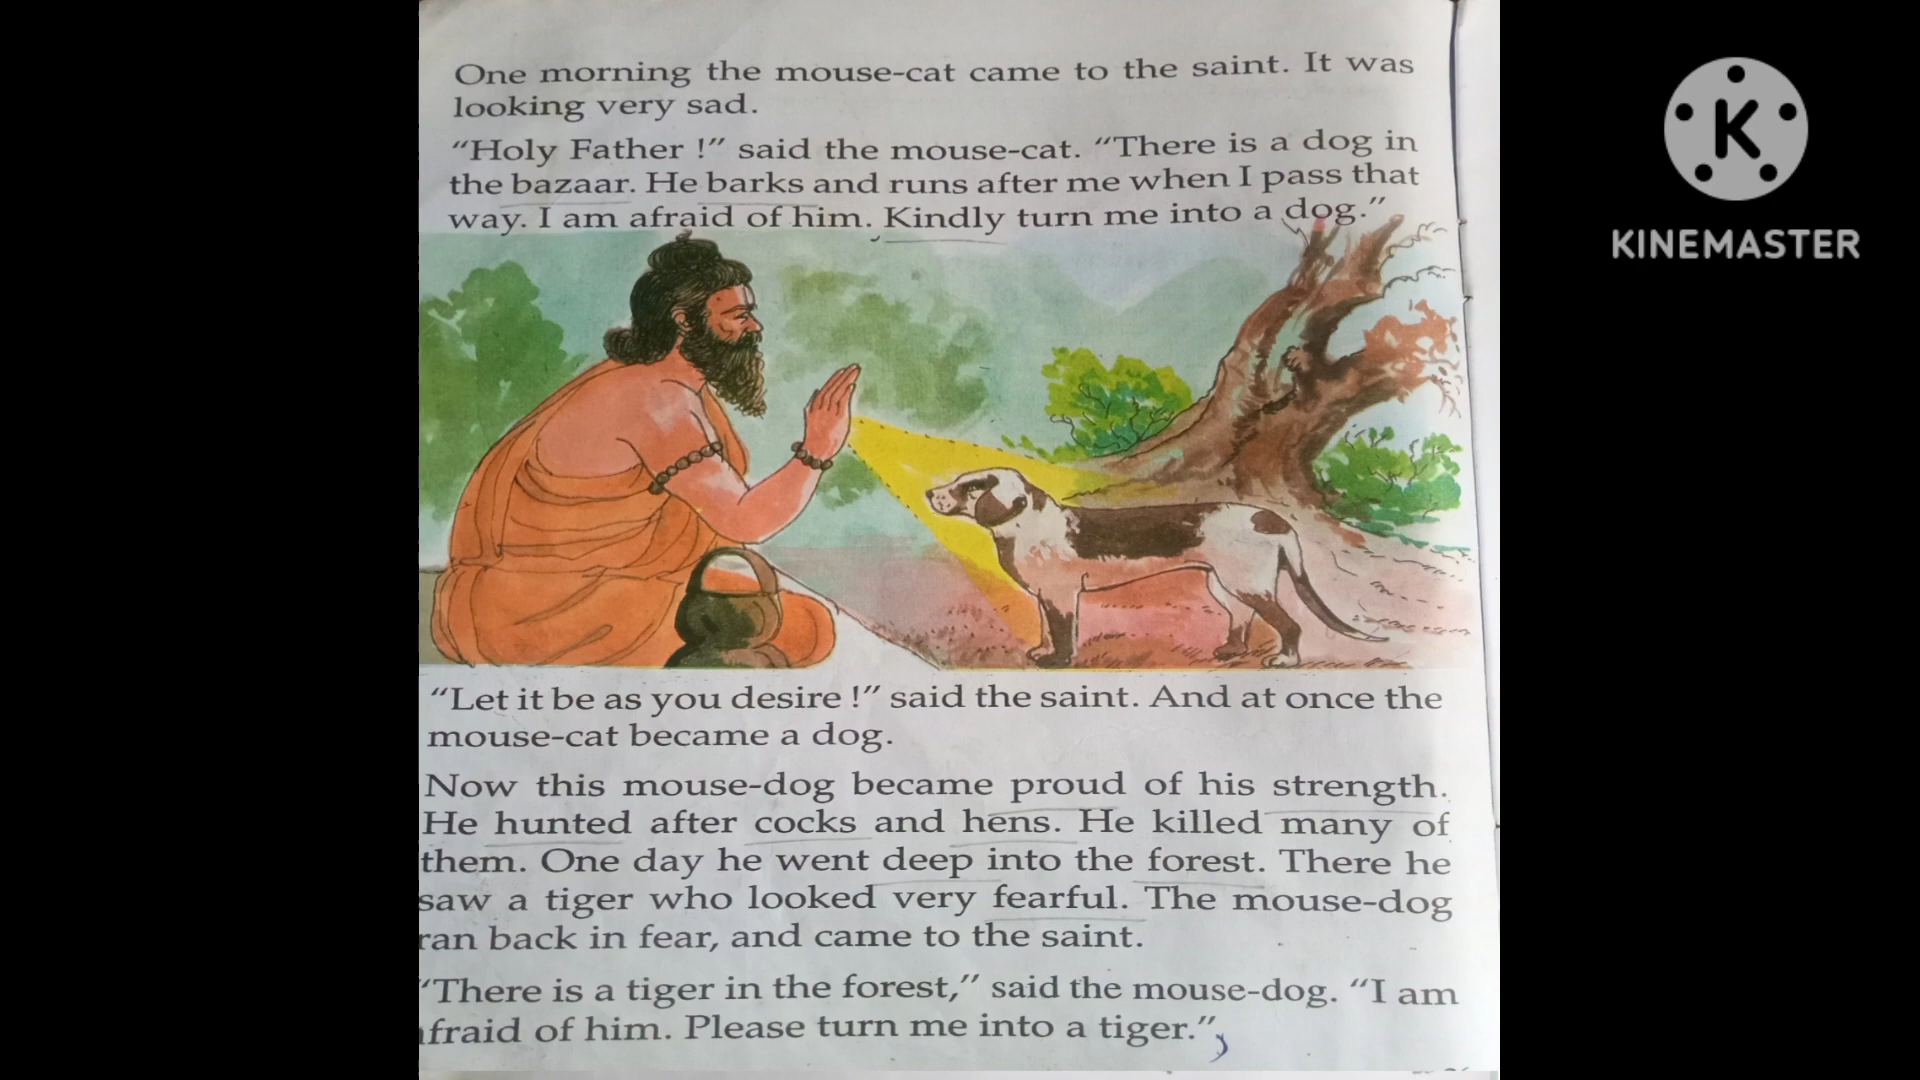 One morning the mouse-cat came to the saint. It was
looking very sad.
“Holy Father !” said the mouse-cat. “There is a dog in
the bazaar. He barks and runs after me when I pass that
way. I am afraid of him. Kindly turn me into a dog.”
“Let it be as you desire !” said the saint. And at once the
mouse-cat became a dog.
Now this mouse-dog became proud of his strength.
He hunted after cocks and hens. He killed many of
them. One day he went deep into the forest. There he
saw a tiger who looked very fearful. The mouse-dog
ran back in fear, and came to the saint.
“There is a tiger in the forest,” said the mouse-dog. “I am
afraid of him. Please turn me into a tiger.”
K
KINEMASTER